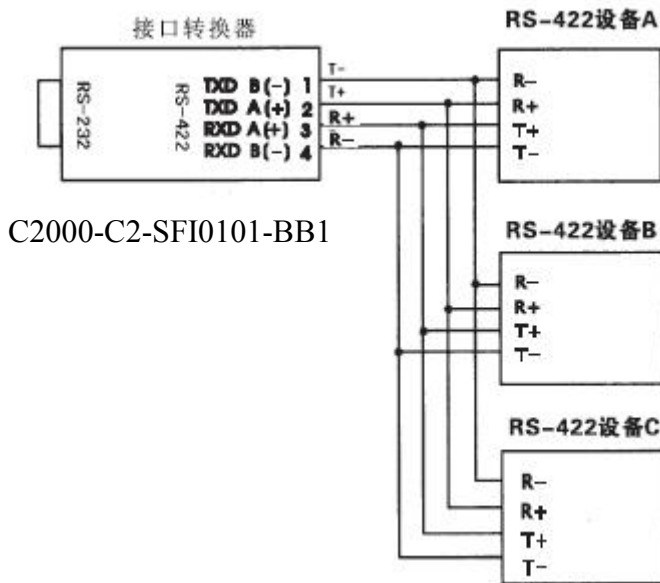 接口转换器
RS-232
RS-422
TXD B(-) 1
TXD A(+) 2
RXD A(+) 3
RXD B(-) 4
T-
T+
R+
R-
C2000-C2-SFI0101-BB1
RS-422设备A
R-
R+
T+
T-
RS-422设备B
R-
R+
T+
T-
RS-422设备C
R-
R+
T+
T-